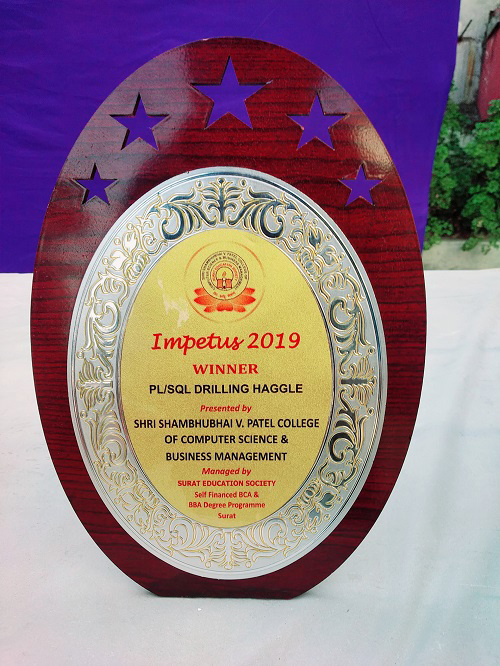 Impetus 2019
WINNER
PL/SQL DRILLING HAGGLE
Presented by
SHRI SHAMBHUBHAI V. PATEL COLLEGE
OF COMPUTER SCIENCE &
BUSINESS MANAGEMENT
Managed by
SURAT EDUCATION SOCIETY
Self Financed BCA &
BBA Degree Programme
Surat